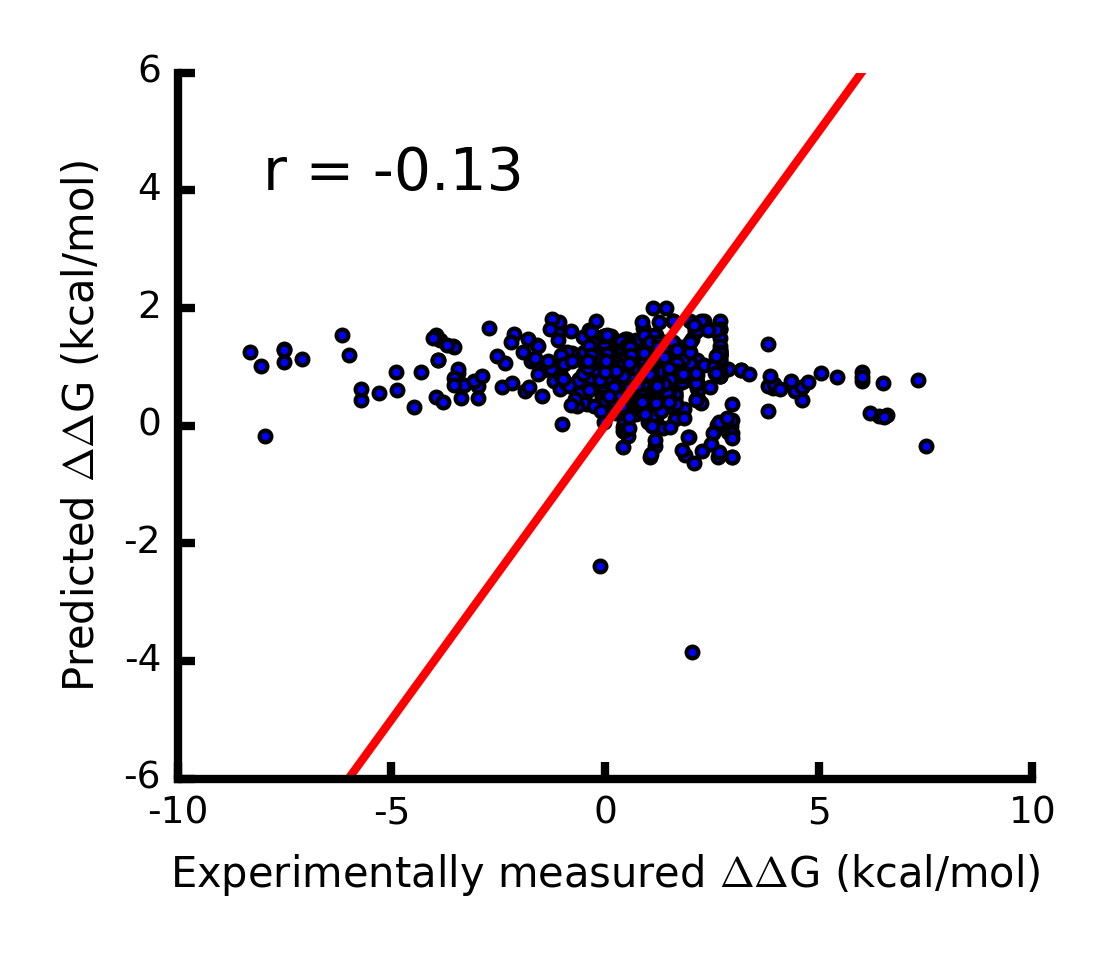 6
r = -0.13
4
2
0
-2
-4
-6
Predicted ΔΔG (kcal/mol)
-10 -5 0 5 10
Experimentally measured ΔΔG (kcal/mol)